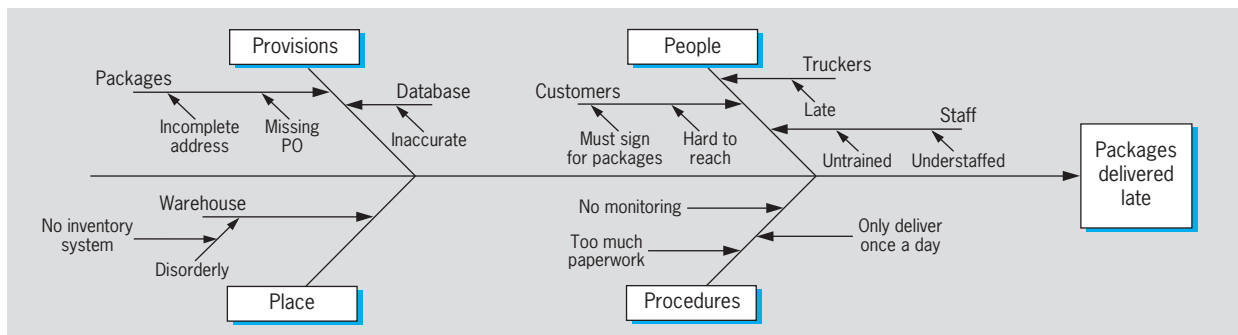 Provisions
People
Packages
Database
Incomplete
address
Missing
PO
Inaccurate
Truckers
Customers
Late
Staff
Must sign
for packages
Hard to
reach
Untrained
Understaffed
Packages
delivered
late
Warehouse
No inventory
system
Disorderly
Place
No monitoring
Too much
paperwork
Only deliver
once a day
Procedures